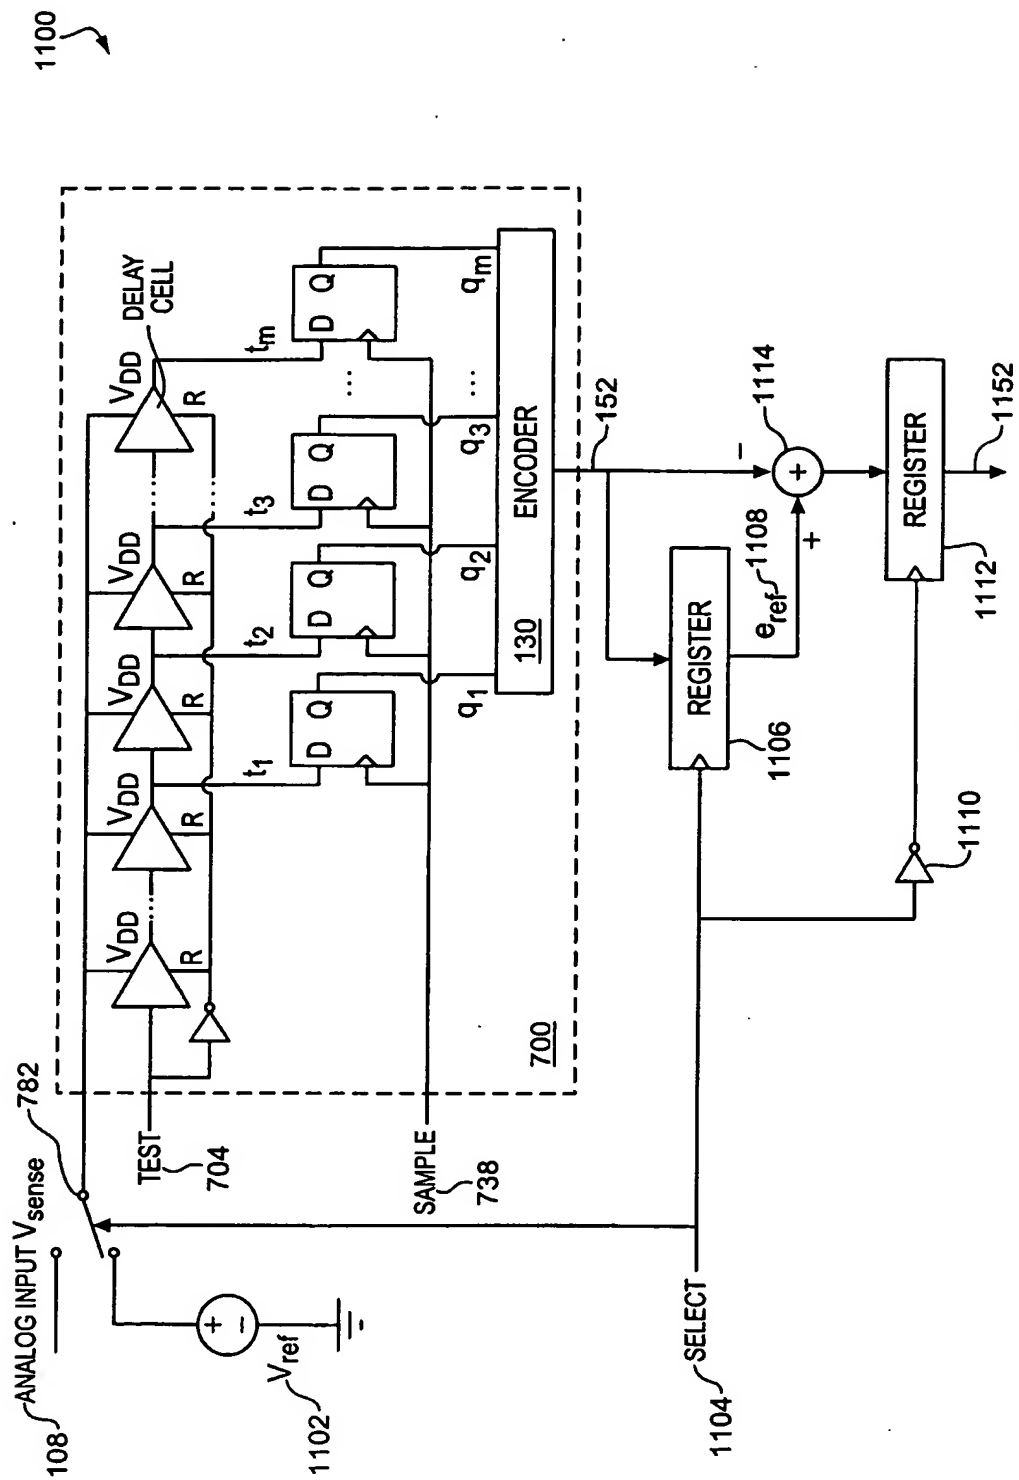 1100
108
ANALOG INPUT Vsense
782
Vref
1102
TEST
704
SAMPLE
738
SELECT
1104
VDD
VDD
VDD
VDD
VDD
DELAY
CELL
R
R
R
R
R
t1
t2
t3
tm
D Q
D Q
D Q
D Q
...
q1
q2
q3
...
qm
130
ENCODER
700
152
REGISTER
1106
eref
1108
+
-
+
1114
1110
REGISTER
1112
1152